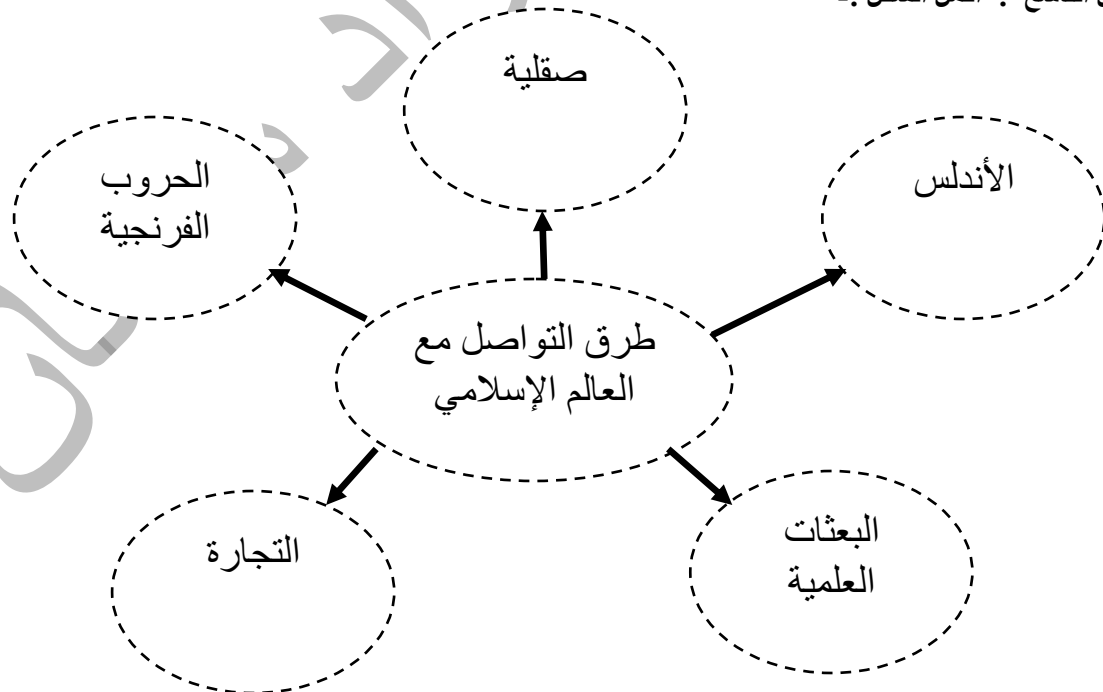 صقلية
الأندلس
الحروب
الفرنجية
طرق التواصل مع
العالم الإسلامي
البعثات
العلمية
التجارة